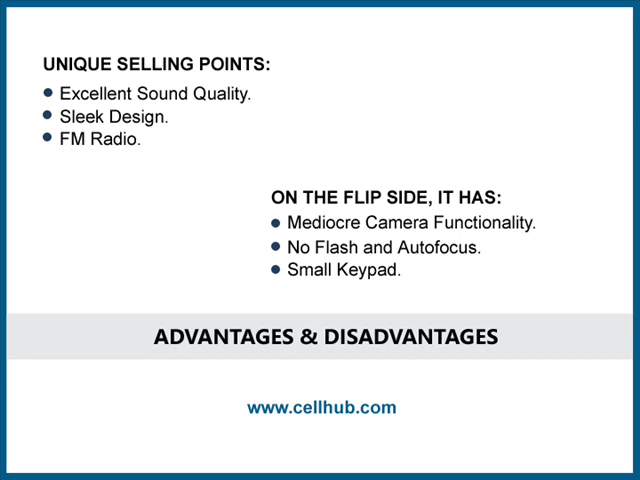 UNIQUE SELLING POINTS:
Excellent Sound Quality.
Sleek Design.
FM Radio.
ON THE FLIP SIDE, IT HAS:
Mediocre Camera Functionality.
No Flash and Autofocus.
Small Keypad.
ADVANTAGES & DISADVANTAGES
www.cellhub.com